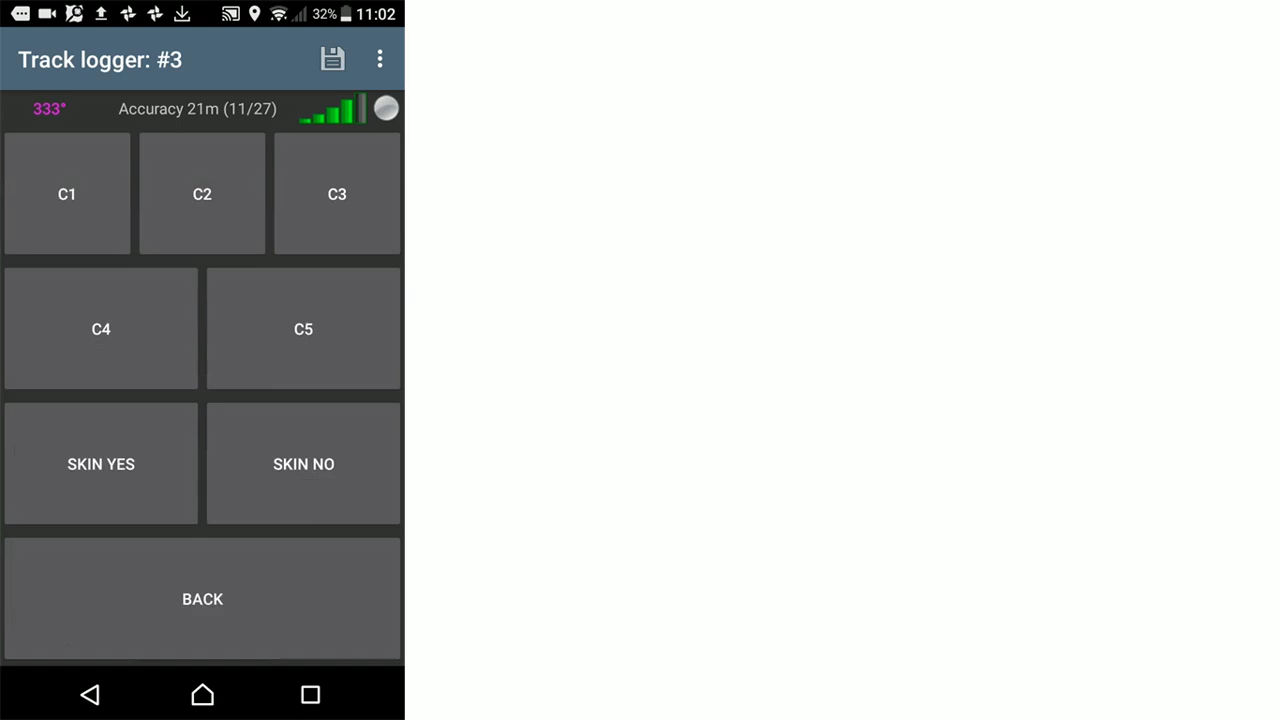 32% 11:02
Track logger: #3
333° Accuracy 21m (11/27)
C1 C2 C3
C4 C5
SKIN YES SKIN NO
BACK